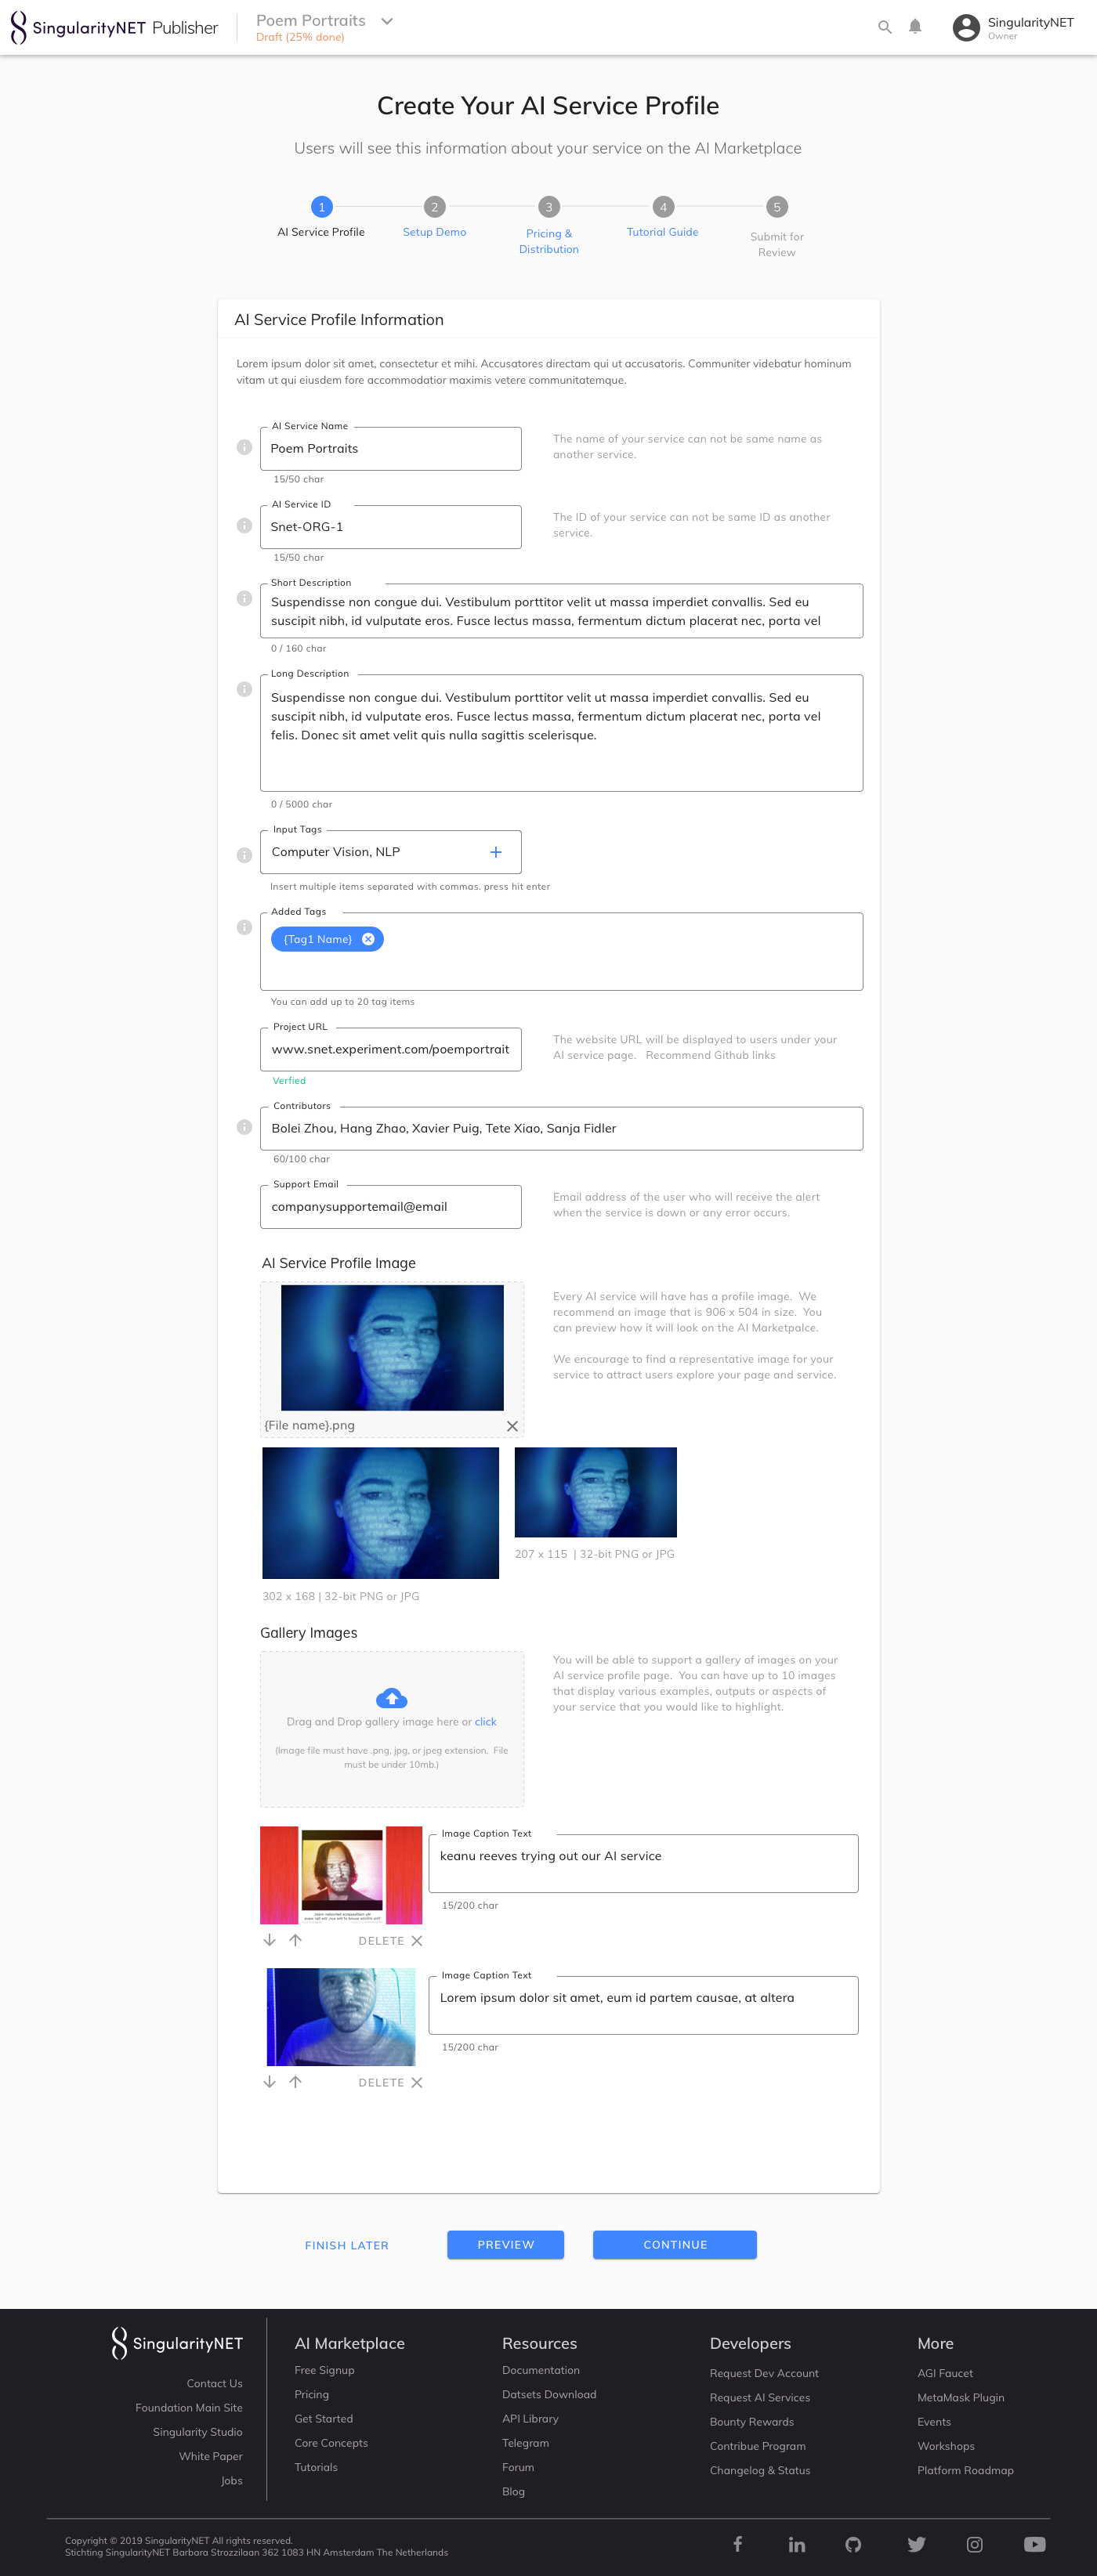 SingularityNET Publisher
Poem Portraits
Draft (25% done)
SingularityNET
Owner
Create Your AI Service Profile
Users will see this information about your service on the AI Marketplace
1
2
3
4
5
AI Service Profile
Setup Demo
Pricing &
Distribution
Tutorial Guide
Submit for
Review
AI Service Profile Information
Lorem ipsum dolor sit amet, consectetur et mihi. Accusatores directam qui ut accusatoris. Communiter videbatur hominum
vitam ut qui eiusdem fore accommodatior maximis vetere communitatemque.
AI Service Name
Poem Portraits
15/50 char
The name of your service can not be same name as
another service.
AI Service ID
Snet-ORG-1
15/50 char
The ID of your service can not be same ID as another
service.
Short Description
Suspendisse non congue dui. Vestibulum porttitor velit ut massa imperdiet convallis. Sed eu
suscipit nibh, id vulputate eros. Fusce lectus massa, fermentum dictum placerat nec, porta vel
0 / 160 char
Long Description
Suspendisse non congue dui. Vestibulum porttitor velit ut massa imperdiet convallis. Sed eu
suscipit nibh, id vulputate eros. Fusce lectus massa, fermentum dictum placerat nec, porta vel
felis. Donec sit amet velit quis nulla sagittis scelerisque.
0 / 5000 char
Input Tags
Computer Vision, NLP
Insert multiple items separated with commas. press hit enter
Added Tags
{Tag1 Name}
You can add up to 20 tag items
Project URL
www.snet.experiment.com/poemportrait
Verfied
The website URL will be displayed to users under your
AI service page. Recommend Github links
Contributors
Bolei Zhou, Hang Zhao, Xavier Puig, Tete Xiao, Sanja Fidler
60/100 char
Support Email
companysupportemail@email
Email address of the user who will receive the alert
when the service is down or any error occurs.
AI Service Profile Image
{File name}.png
Every AI service will have has a profile image. We
recommend an image that is 906 x 504 in size. You
can preview how it will look on the AI Marketpalce.
We encourage to find a representative image for your
service to attract users explore your page and service.
302 x 168 | 32-bit PNG or JPG
207 x 115 | 32-bit PNG or JPG
Gallery Images
Drag and Drop gallery image here or click
(Image file must have .png, jpg, or jpeg extension. File
must be under 10mb.)
You will be able to support a gallery of images on your
AI service profile page. You can have up to 10 images
that display various examples, outputs or aspects of
your service that you would like to highlight.
Image Caption Text
keanu reeves trying out our AI service
15/200 char
DELETE
Image Caption Text
Lorem ipsum dolor sit amet, eum id partem causae, at altera
15/200 char
DELETE
FINISH LATER
PREVIEW
CONTINUE
SingularityNET
Contact Us
Foundation Main Site
Singularity Studio
White Paper
Jobs
AI Marketplace
Free Signup
Pricing
Get Started
Core Concepts
Tutorials
Resources
Documentation
Datsets Download
API Library
Telegram
Forum
Blog
Developers
Request Dev Account
Request AI Services
Bounty Rewards
Contribue Program
Changelog & Status
More
AGI Faucet
MetaMask Plugin
Events
Workshops
Platform Roadmap
Copyright © 2019 SingularityNET All rights reserved.
Stichting SingularityNET Barbara Strozzilaan 362 1083 HN Amsterdam The Netherlands